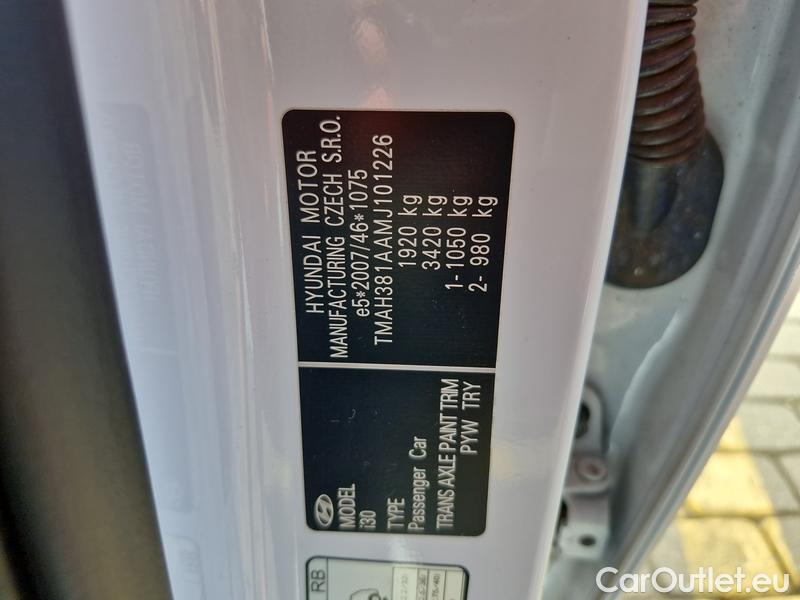 HYUNDAI MOTOR
MANUFACTURING CZECH S.R.O.
e5*2007/46*1075
TMAH381AAMJ101226
1920 kg
3420 kg
1- 1050 kg
2- 980 kg
MODEL
i30
TYPE
Passenger Car
TRANS AXLE PAINT TRIM
PYW TRY
RB
CarOutlet.eu